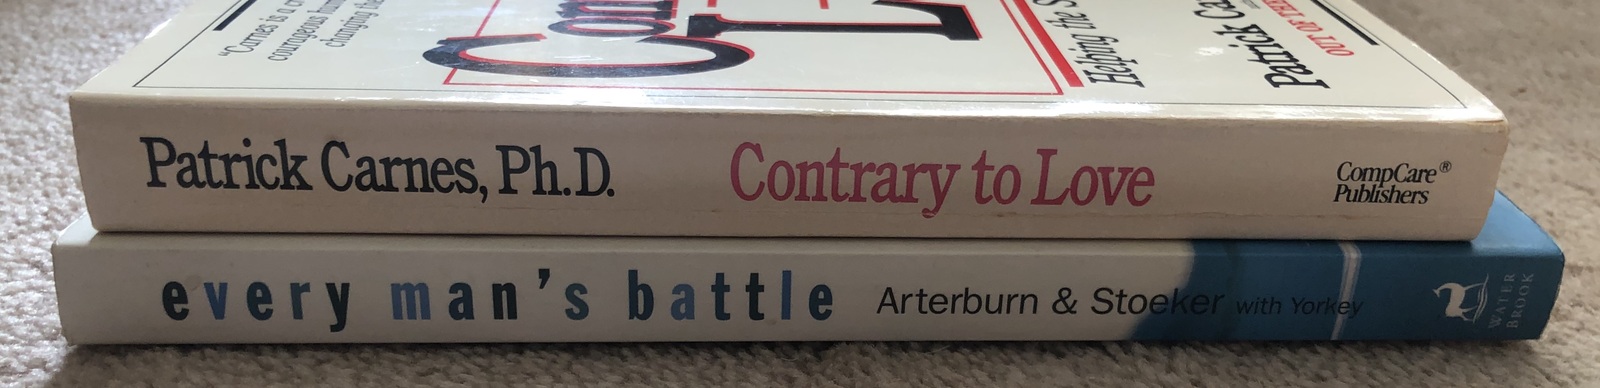 "Carnes is a
courageous
changing the
Con
L
Helping the S
Patrick Ca
OUT OF THE
Patrick Carnes, Ph.D. Contrary to Love CompCare® Publishers
every man's battle Arterburn & Stoeker with Yorkey WATER BROOK